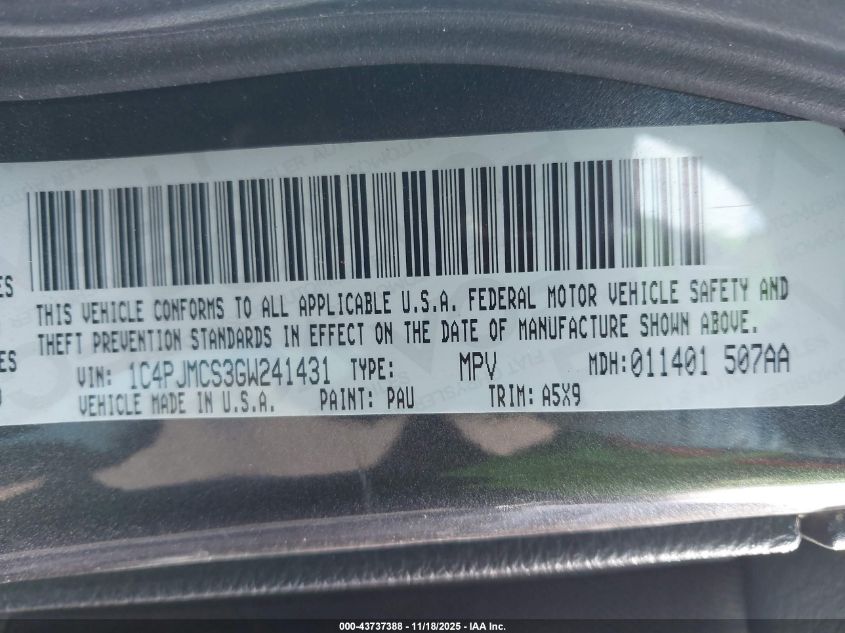 THIS VEHICLE CONFORMS TO ALL APPLICABLE U.S.A. FEDERAL MOTOR VEHICLE SAFETY AND
THEFT PREVENTION STANDARDS IN EFFECT ON THE DATE OF MANUFACTURE SHOWN ABOVE.
VIN: 1C4PJMCS3GW241431 TYPE: MPV MDH:011401 507AA
VEHICLE MADE IN U.S.A. PAINT: PAU TRIM: A5X9
000-43737388 - 11/18/2025 - IAA Inc.